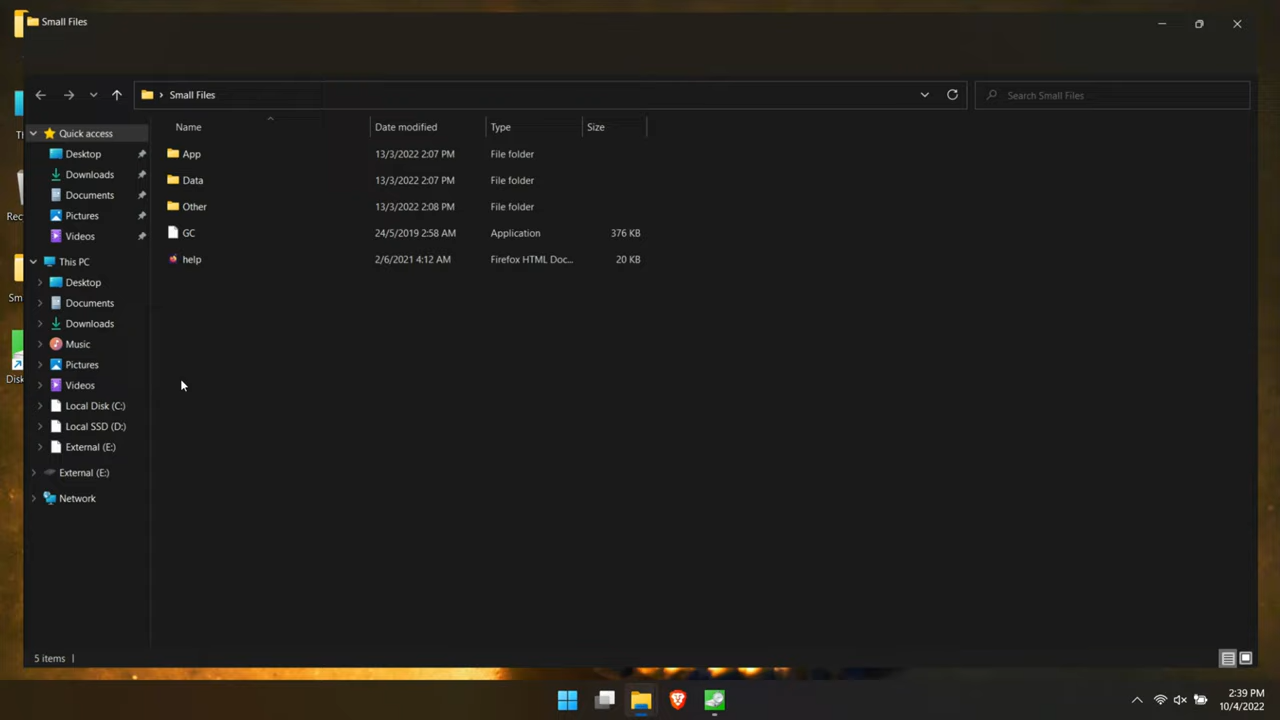 Small Files
Small Files
Search Small Files
Name Date modified Type Size
Quick access
Desktop
Downloads
Documents
Pictures
Videos
This PC
Desktop
Documents
Downloads
Music
Pictures
Videos
Local Disk (C:)
Local SSD (D:)
External (E:)
External (E:)
Network
App 13/3/2022 2:07 PM File folder
Data 13/3/2022 2:07 PM File folder
Other 13/3/2022 2:08 PM File folder
GC 24/5/2019 2:58 AM Application 376 KB
help 2/6/2021 4:12 AM Firefox HTML Doc... 20 KB
5 items
Th
Rec
Sm
Disk
2:39 PM
10/4/2022